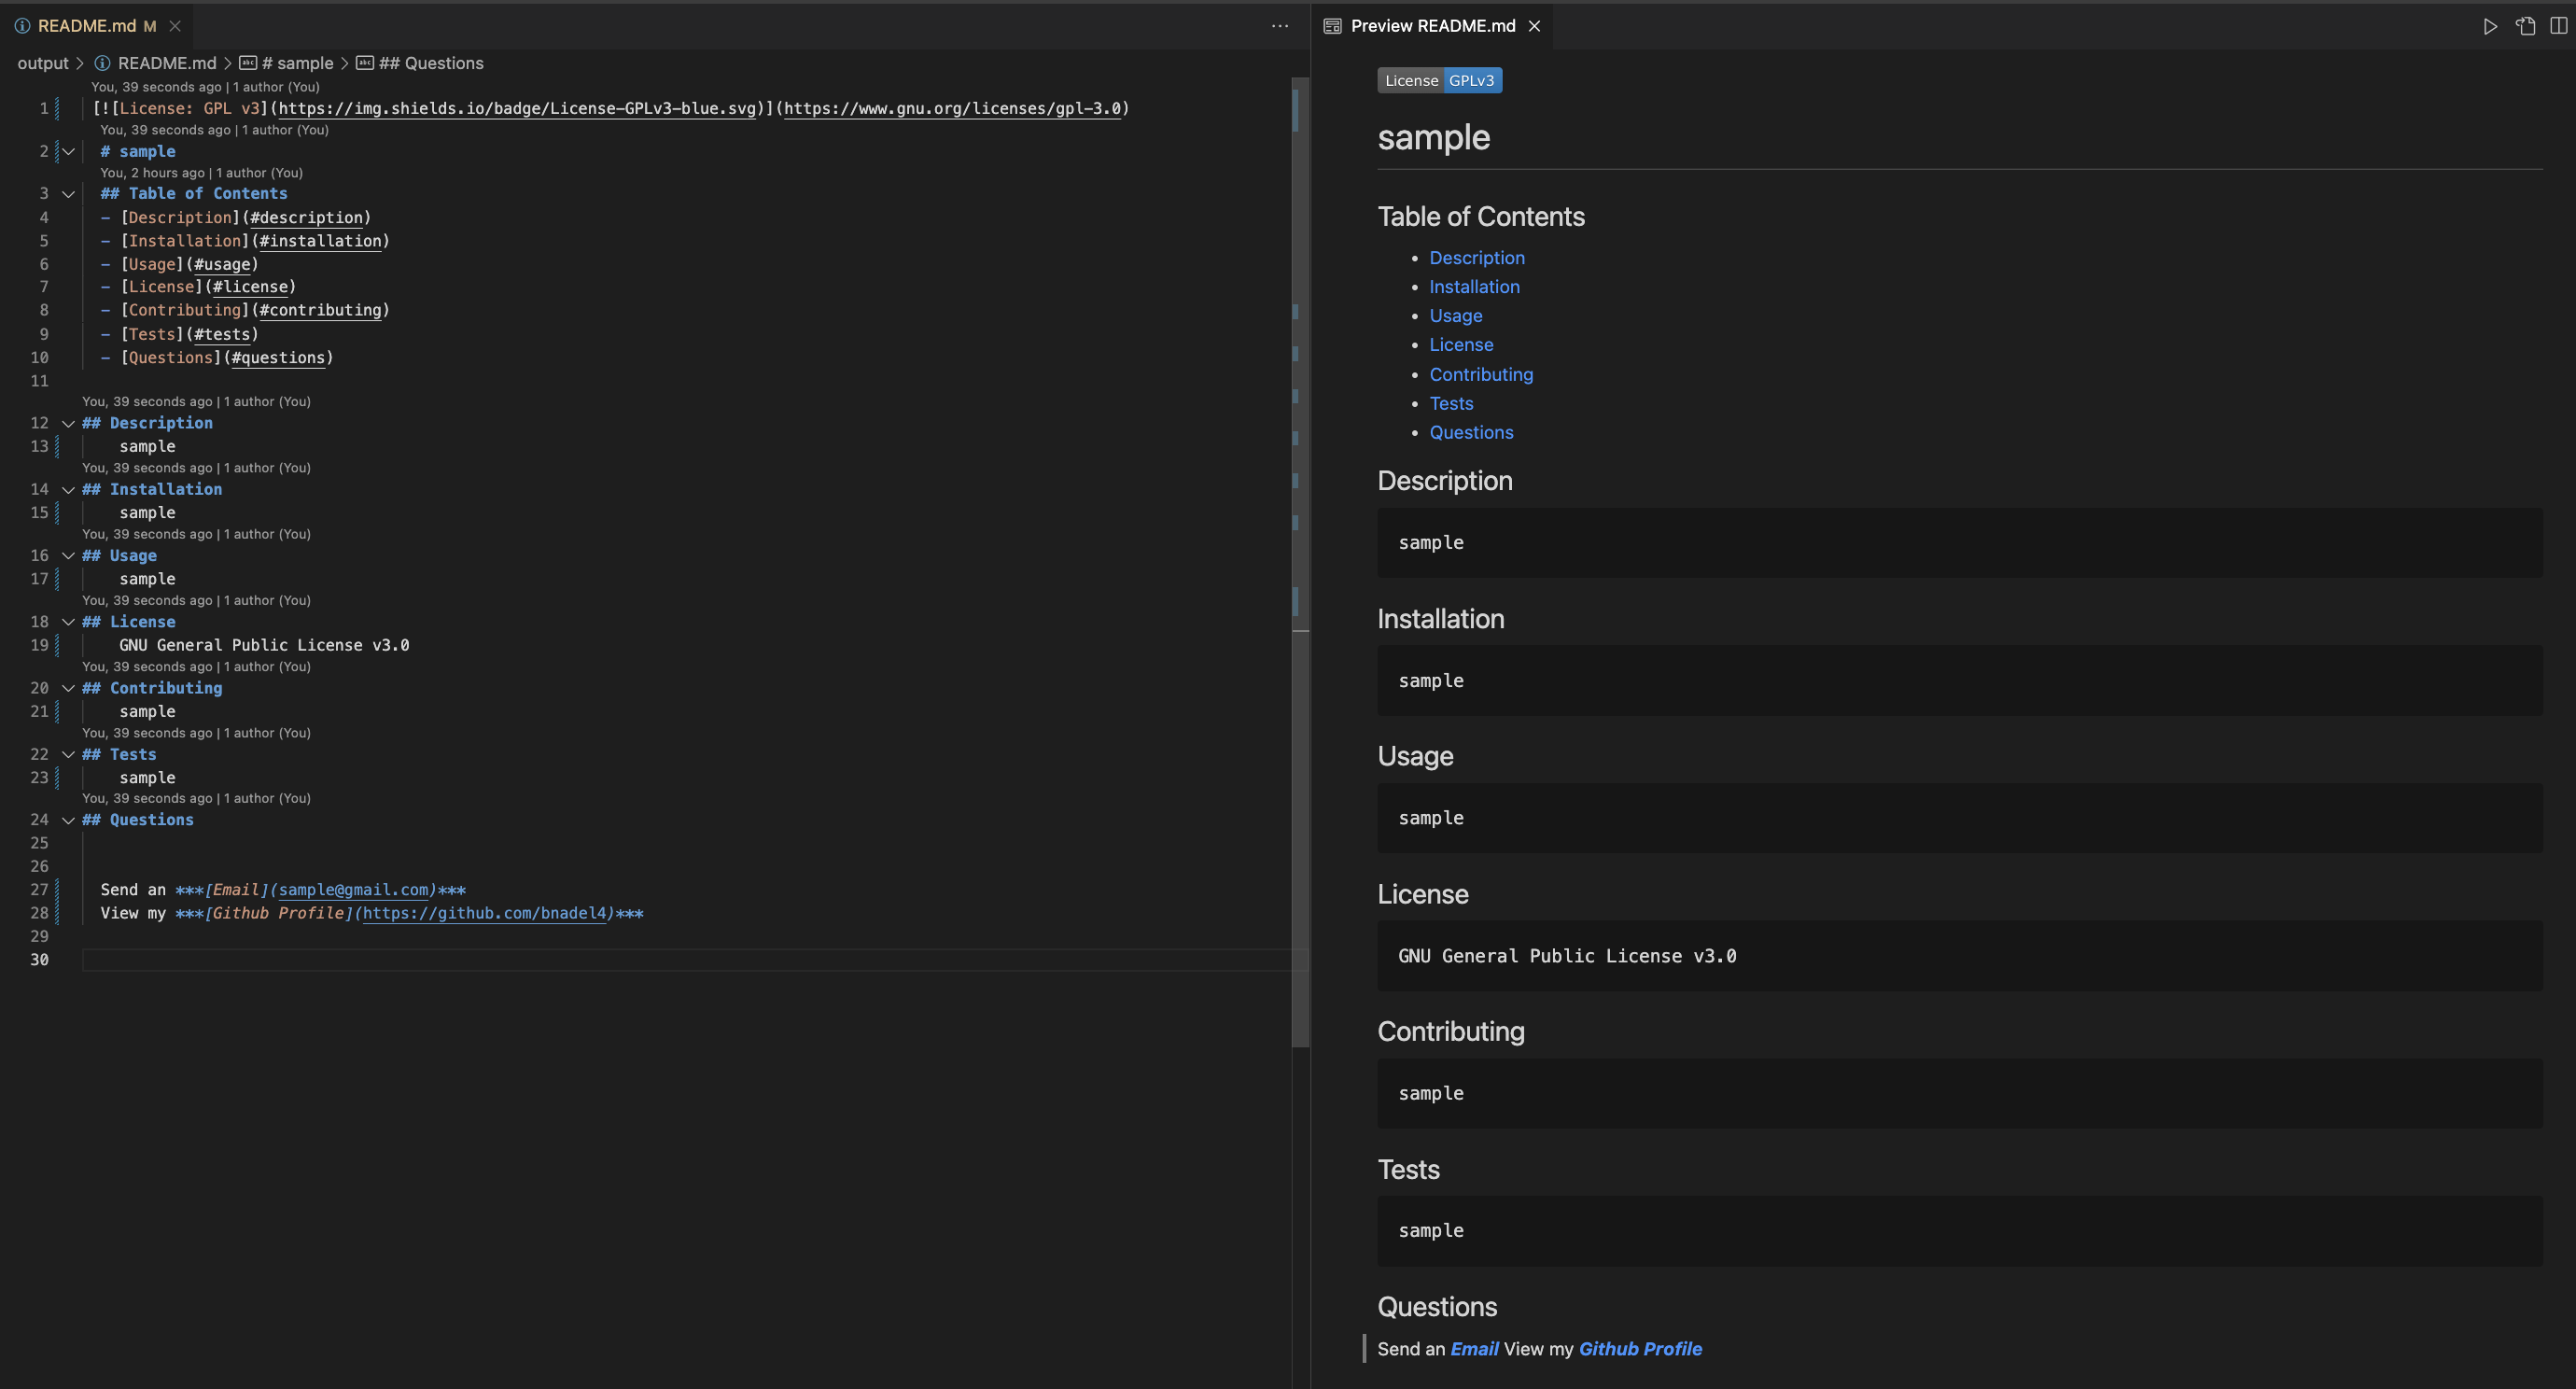 README.md M
output > README.md > # sample > ## Questions
You, 39 seconds ago | 1 author (You)
1 [![License: GPL v3](https://img.shields.io/badge/License-GPLv3-blue.svg)](https://www.gnu.org/licenses/gpl-3.0)
You, 39 seconds ago | 1 author (You)
2 # sample
You, 2 hours ago | 1 author (You)
3 ## Table of Contents
4 - [Description](#description)
5 - [Installation](#installation)
6 - [Usage](#usage)
7 - [License](#license)
8 - [Contributing](#contributing)
9 - [Tests](#tests)
10 - [Questions](#questions)
11
You, 39 seconds ago | 1 author (You)
12 ## Description
13 sample
You, 39 seconds ago | 1 author (You)
14 ## Installation
15 sample
You, 39 seconds ago | 1 author (You)
16 ## Usage
17 sample
You, 39 seconds ago | 1 author (You)
18 ## License
19 GNU General Public License v3.0
You, 39 seconds ago | 1 author (You)
20 ## Contributing
21 sample
You, 39 seconds ago | 1 author (You)
22 ## Tests
23 sample
You, 39 seconds ago | 1 author (You)
24 ## Questions
25
26
27 Send an ***[Email](sample@gmail.com)***
28 View my ***[Github Profile](https://github.com/bnadel4)***
29
30
Preview README.md
License GPLv3
sample
Table of Contents
• Description
• Installation
• Usage
• License
• Contributing
• Tests
• Questions
Description
sample
Installation
sample
Usage
sample
License
GNU General Public License v3.0
Contributing
sample
Tests
sample
Questions
Send an Email View my Github Profile